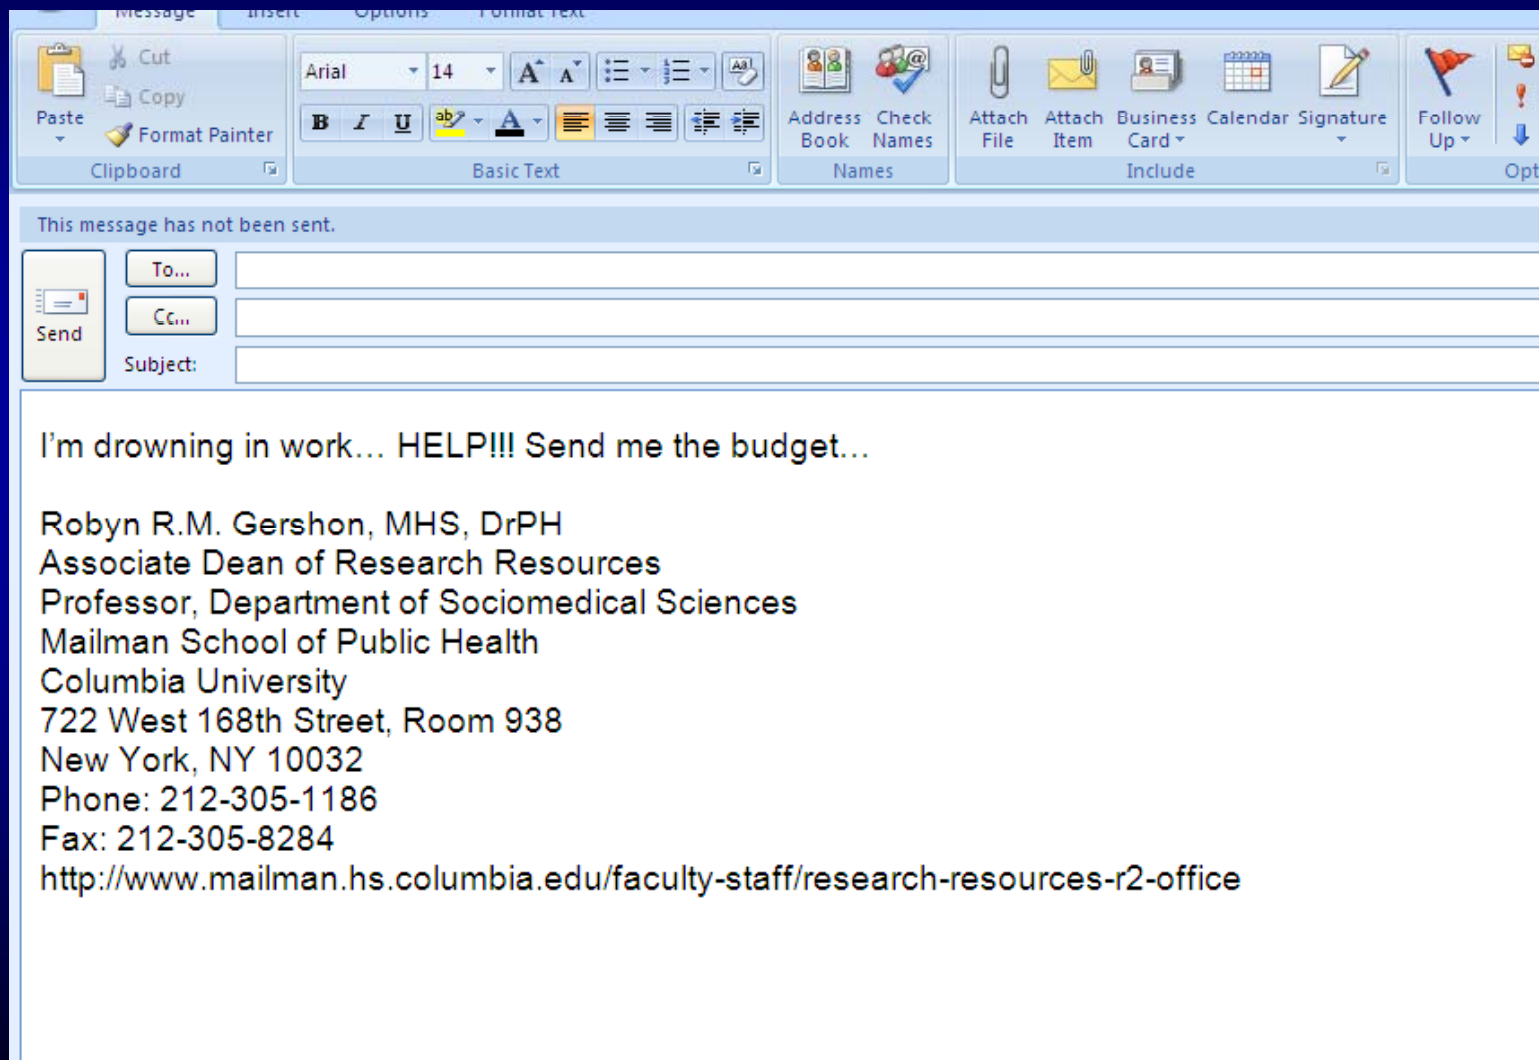 Message Insert Options Format Text
Cut
Arial 14
Copy
Paste
Format Painter
B I U ab A
Address Book
Check Names
Attach File
Attach Item
Business Card
Calendar
Signature
Follow Up
Clipboard Basic Text Names Include Opt
This message has not been sent.
To...
Cc...
Send
Subject:
I'm drowning in work... HELP!!! Send me the budget...
Robyn R.M. Gershon, MHS, DrPH
Associate Dean of Research Resources
Professor, Department of Sociomedical Sciences
Mailman School of Public Health
Columbia University
722 West 168th Street, Room 938
New York, NY 10032
Phone: 212-305-1186
Fax: 212-305-8284
http://www.mailman.hs.columbia.edu/faculty-staff/research-resources-r2-office